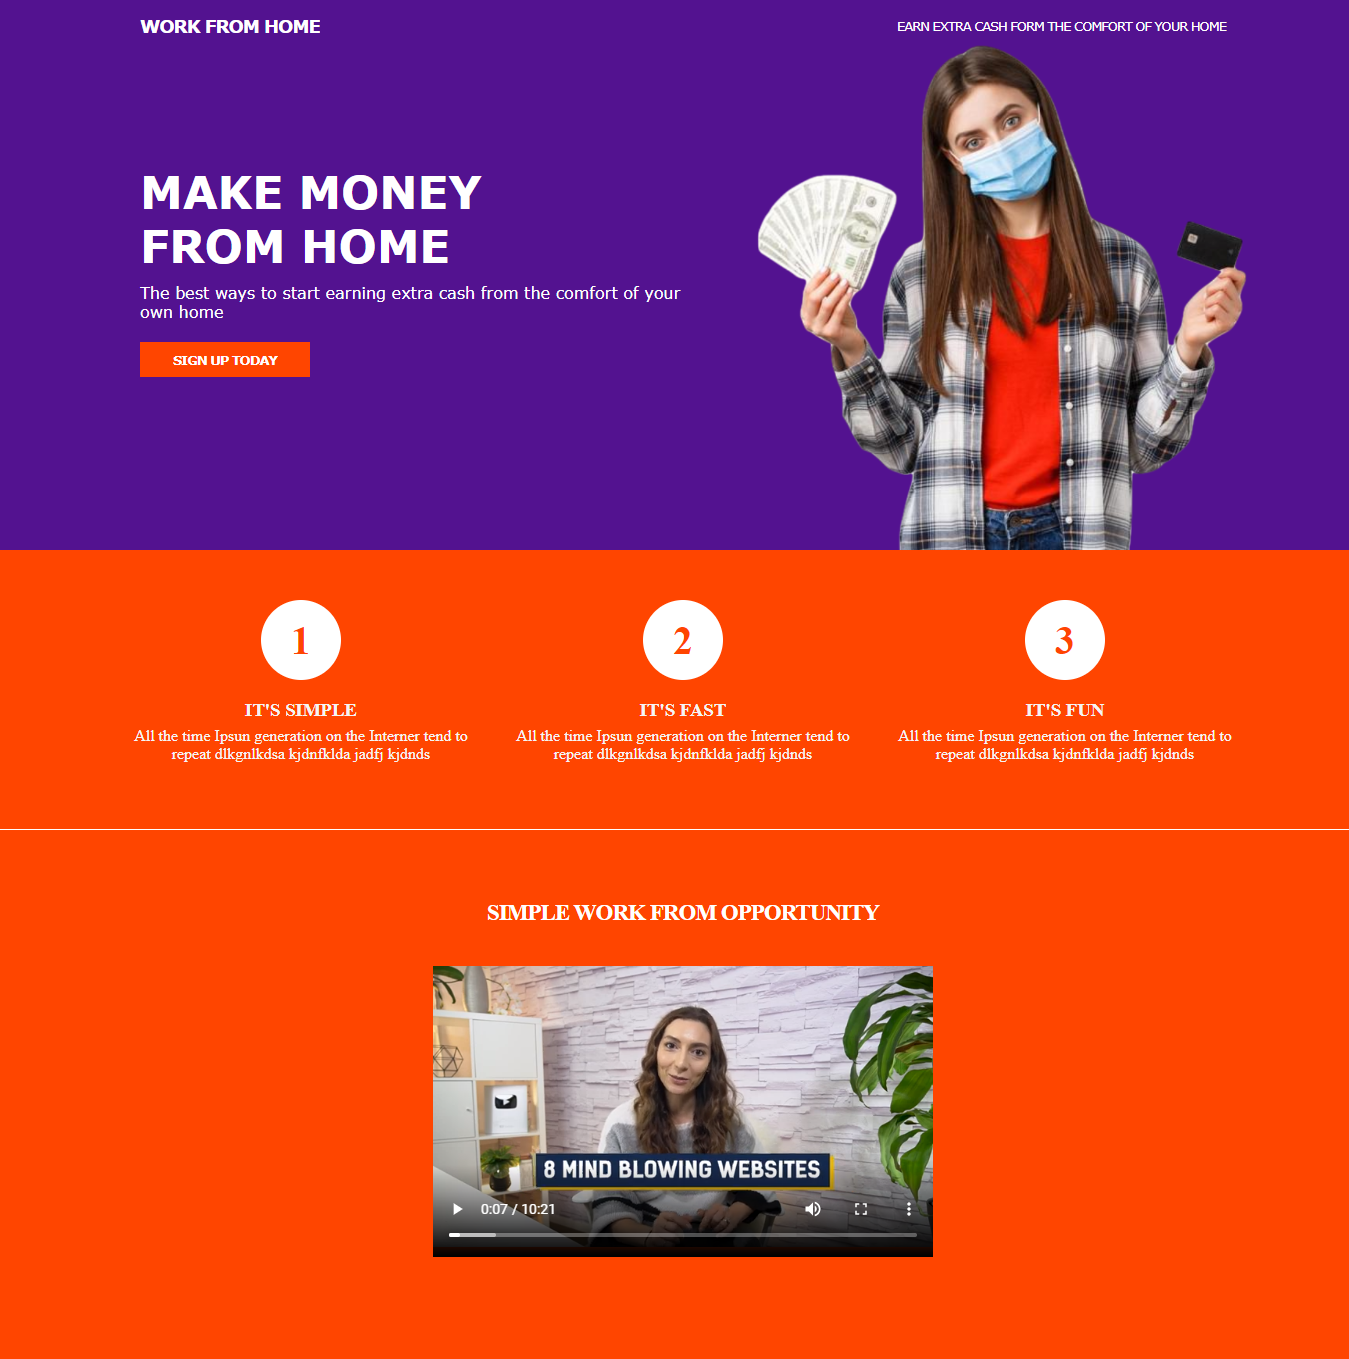 WORK FROM HOME
EARN EXTRA CASH FORM THE COMFORT OF YOUR HOME
MAKE MONEY
FROM HOME
The best ways to start earning extra cash from the comfort of your
own home
SIGN UP TODAY
1
2
3
IT'S SIMPLE
IT'S FAST
IT'S FUN
All the time Ipsun generation on the Interner tend to
repeat dlkgnlkdsa kjdnfklda jadfj kjdnds
All the time Ipsun generation on the Interner tend to
repeat dlkgnlkdsa kjdnfklda jadfj kjdnds
All the time Ipsun generation on the Interner tend to
repeat dlkgnlkdsa kjdnfklda jadfj kjdnds
SIMPLE WORK FROM OPPORTUNITY
8 MIND BLOWING WEBSITES
0:07 / 10:21